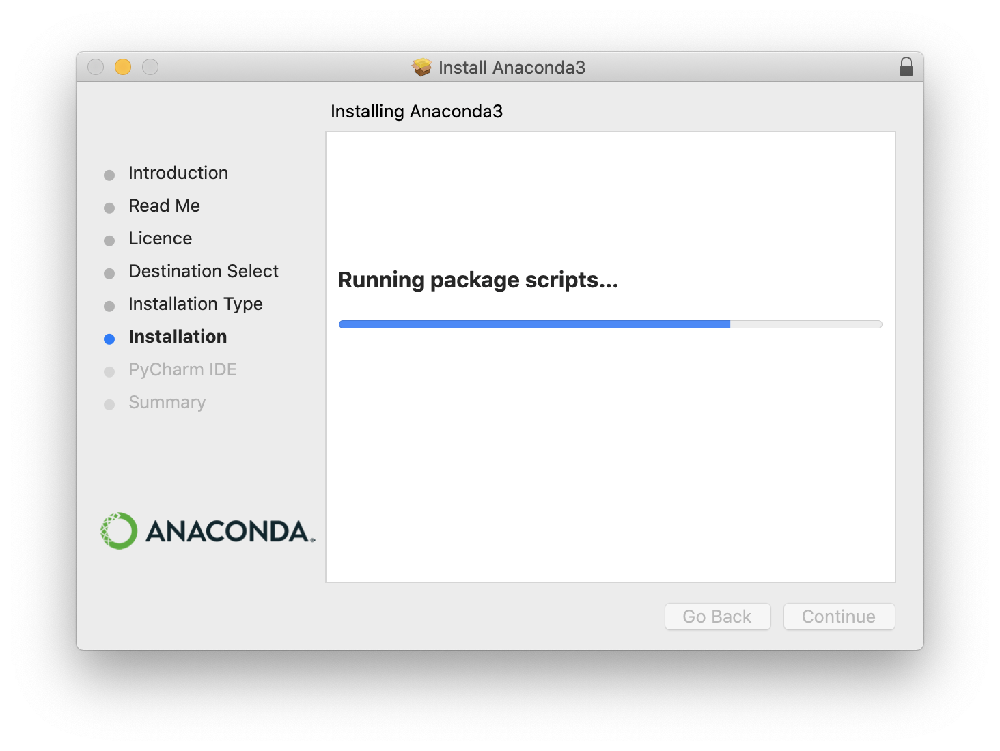 Install Anaconda3
Installing Anaconda3
Introduction
Read Me
Licence
Destination Select
Installation Type
Installation
PyCharm IDE
Summary
Running package scripts...
ANACONDA.
Go Back
Continue